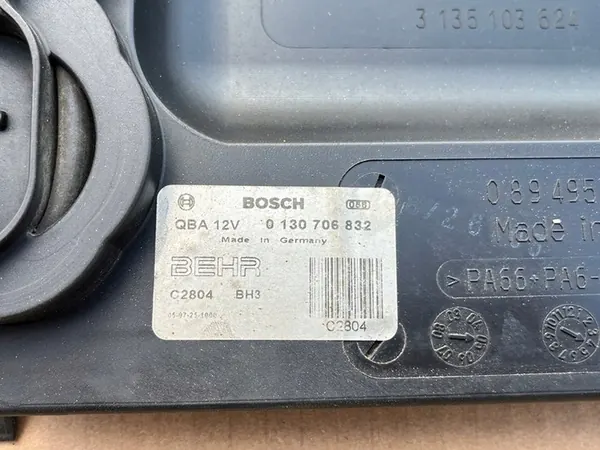 3 135 103 624
BOSCH
QBA 12V 0 130 706 832
Made in Germany
BEHR
C2804 BH3
C2804
0 89 495
Made in
>PA66*PA6-